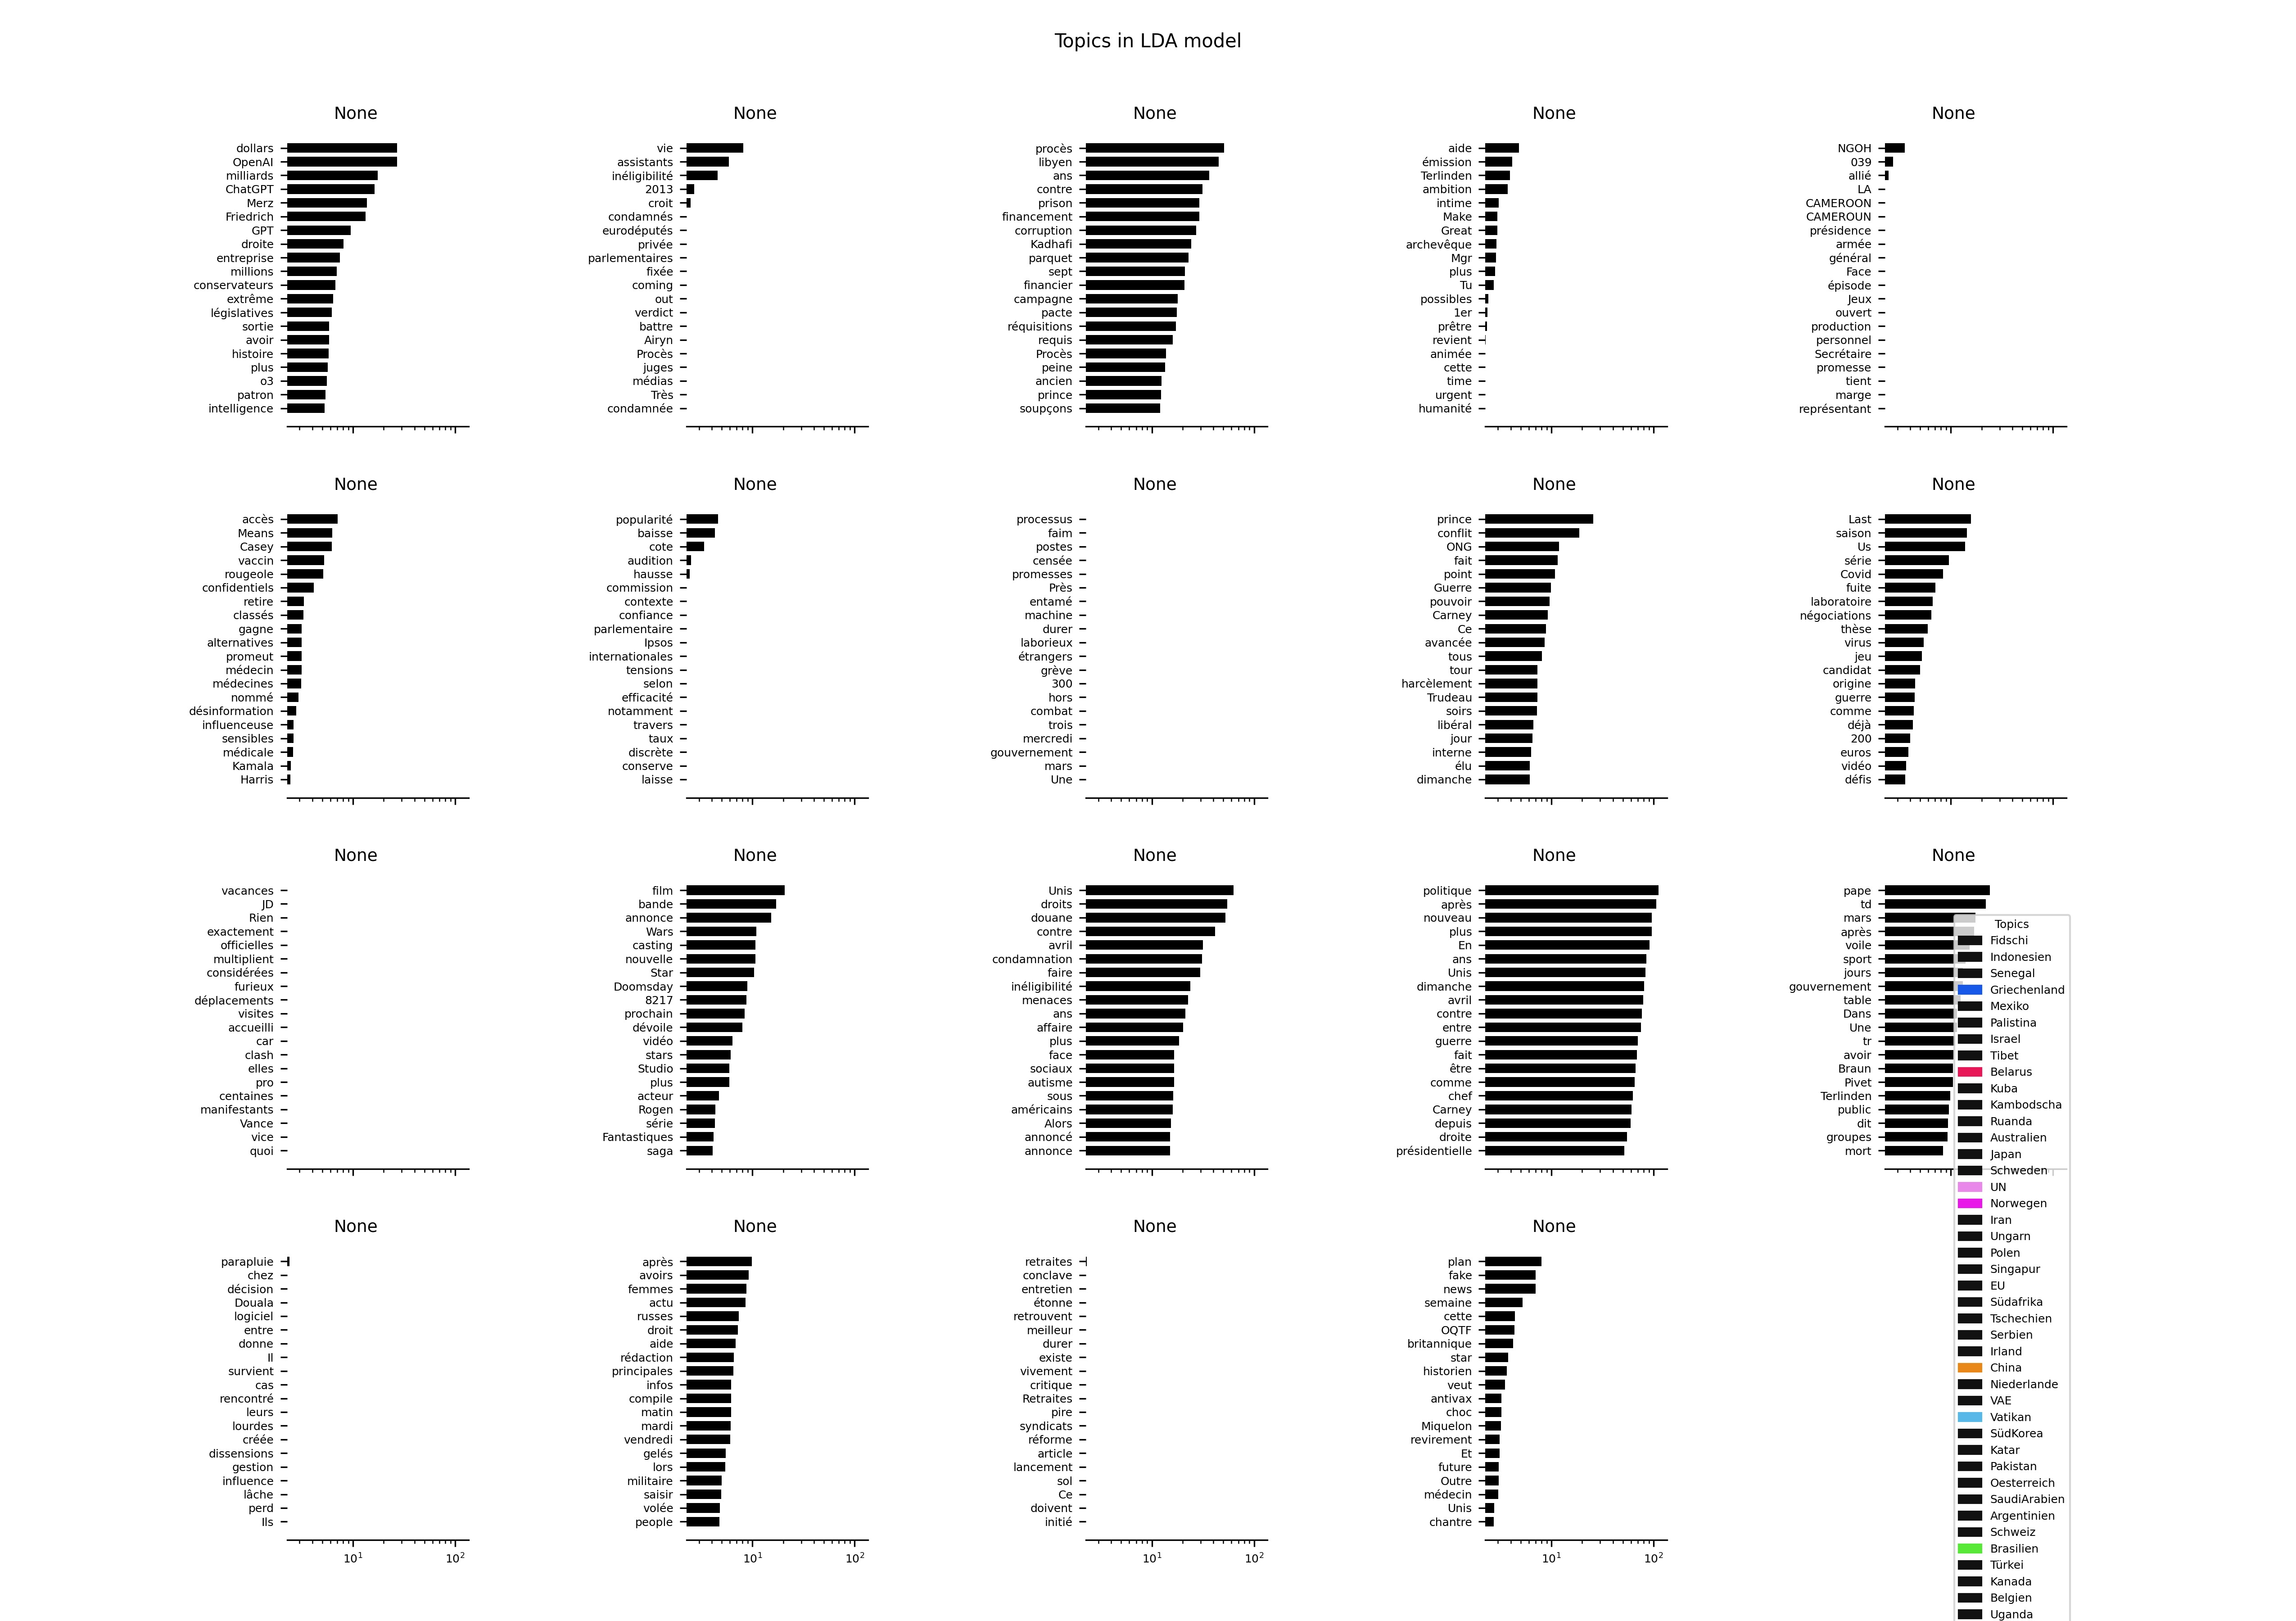 Topics in LDA model
None
dollars
OpenAI
milliards
ChatGPT
Merz
Friedrich
GPT
droite
entreprise
millions
conservateurs
extrême
législatives
sortie
avoir
histoire
plus
o3
patron
intelligence
None
vie
assistants
inéligibilité
2013
croit
condamnés
eurodéputés
privée
parlementaires
fixée
coming
out
verdict
battre
Airyn
Procès
juges
médias
Très
condamnée
None
procès
libyen
ans
contre
prison
financement
corruption
Kadhafi
parquet
sept
financier
campagne
pacte
réquisitions
requis
Procès
peine
ancien
prince
soupçons
None
aide
émission
Terlinden
ambition
intime
Make
Great
archevêque
Mgr
plus
Tu
possibles
1er
prêtre
revient
animée
cette
time
urgent
humanité
None
NGOH
039
allié
LA
CAMEROON
CAMEROUN
présidence
armée
général
Face
épisode
Jeux
ouvert
production
personnel
Secrétaire
promesse
tient
marge
représentant
None
accès
Means
Casey
vaccin
rougeole
confidentiels
retire
classés
gagne
alternatives
promeut
médecin
médecines
nommé
désinformation
influenceuse
sensibles
médicale
Kamala
Harris
None
popularité
baisse
cote
audition
hausse
commission
contexte
confiance
parlementaire
Ipsos
internationales
tensions
selon
efficacité
notamment
travers
taux
discrète
conserve
laisse
None
processus
faim
postes
censée
promesses
Près
entamé
machine
durer
laborieux
étrangers
grève
300
hors
combat
trois
mercredi
gouvernement
mars
Une
None
prince
conflit
ONG
fait
point
Guerre
pouvoir
Carney
Ce
avancée
tous
tour
harcèlement
Trudeau
soirs
libéral
jour
interne
élu
dimanche
None
Last
saison
Us
série
Covid
fuite
laboratoire
négociations
thèse
virus
jeu
candidat
origine
guerre
comme
déjà
200
euros
vidéo
défis
None
vacances
JD
Rien
exactement
officielles
multiplient
considérées
furieux
déplacements
visites
accueilli
car
clash
elles
pro
centaines
manifestants
Vance
vice
quoi
None
film
bande
annonce
Wars
casting
nouvelle
Star
Doomsday
8217
prochain
dévoile
vidéo
stars
Studio
plus
acteur
Rogen
série
Fantastiques
saga
None
Unis
droits
douane
contre
avril
condamnation
faire
inéligibilité
menaces
ans
affaire
plus
face
sociaux
autisme
sous
américains
Alors
annoncé
annonce
None
politique
après
nouveau
plus
En
ans
Unis
dimanche
avril
contre
entre
guerre
fait
être
comme
chef
Carney
depuis
droite
présidentielle
None
pape
td
mars
après
voile
sport
jours
gouvernement
table
Dans
Une
tr
avoir
Braun
Pivet
Terlinden
public
dit
groupes
mort
None
parapluie
chez
décision
Douala
logiciel
entre
donne
Il
survient
cas
rencontré
leurs
lourdes
créée
dissensions
gestion
influence
lâche
perd
Ils
10¹ 10²
None
après
avoirs
femmes
actu
russes
droit
aide
rédaction
principales
infos
compile
matin
mardi
vendredi
gelés
lors
militaire
saisir
volée
people
10¹ 10²
None
retraites
conclave
entretien
étonne
retrouvent
meilleur
durer
existe
vivement
critique
Retraites
pire
syndicats
réforme
article
lancement
sol
Ce
doivent
initié
10¹ 10²
None
plan
fake
news
semaine
cette
OQTF
britannique
star
historien
veut
antivax
choc
Miquelon
revirement
Et
future
Outre
médecin
Unis
chantre
10¹ 10²
Topics
Fidschi
Indonesien
Senegal
Griechenland
Mexiko
Palistina
Israel
Tibet
Belarus
Kuba
Kambodscha
Ruanda
Australien
Japan
Schweden
UN
Norwegen
Iran
Ungarn
Polen
Singapur
EU
Südafrika
Tschechien
Serbien
Irland
China
Niederlande
VAE
Vatikan
SüdKorea
Katar
Pakistan
Oesterreich
SaudiArabien
Argentinien
Schweiz
Brasilien
Türkei
Kanada
Belgien
Uganda